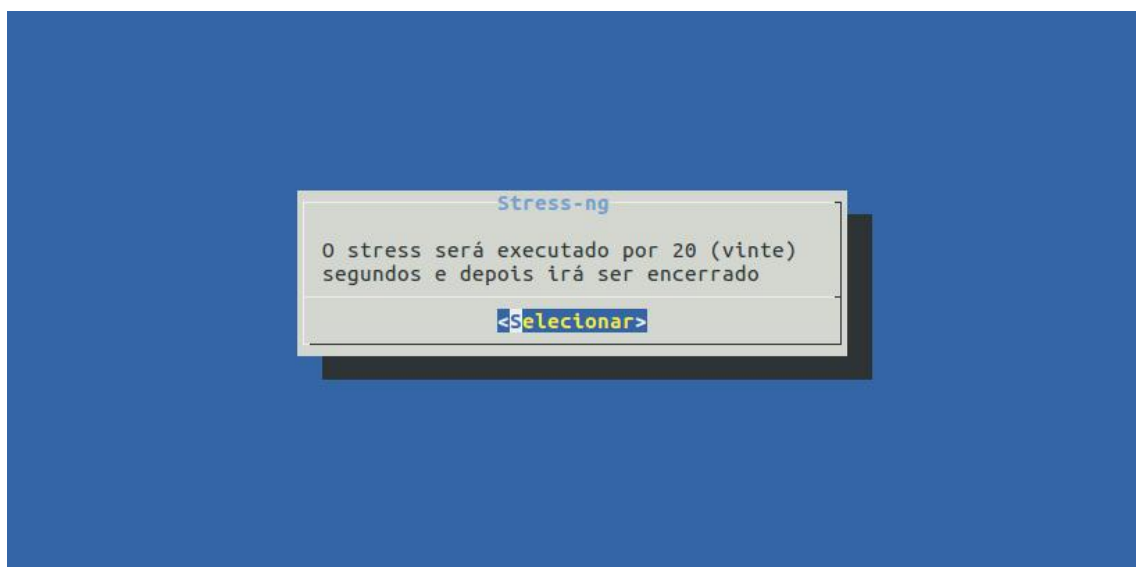 Stress-ng
O stress será executado por 20 (vinte)
segundos e depois irá ser encerrado
<Selecionar>